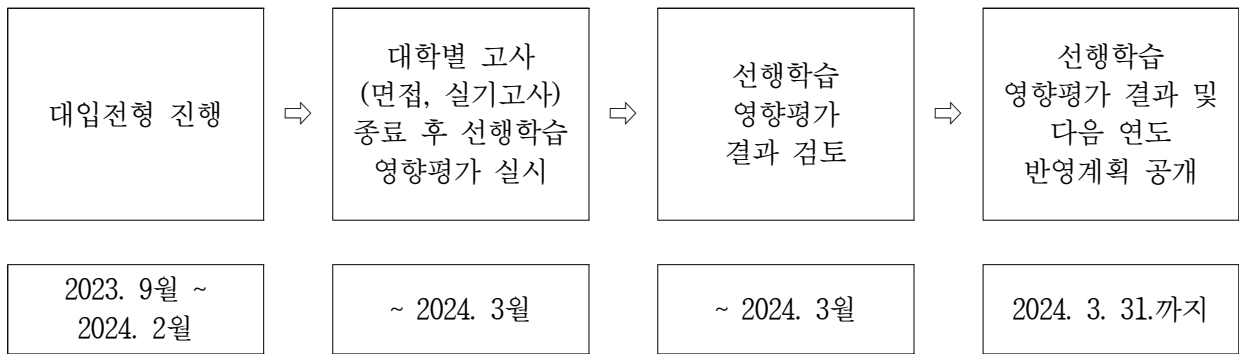 대입전형 진행
⇨
대학별 고사
(면접, 실기고사)
종료 후 선행학습
영향평가 실시
⇨
선행학습
영향평가
결과 검토
⇨
선행학습
영향평가 결과 및
다음 연도
반영계획 공개
2023. 9월 ~
2024. 2월
~ 2024. 3월
~ 2024. 3월
2024. 3. 31.까지